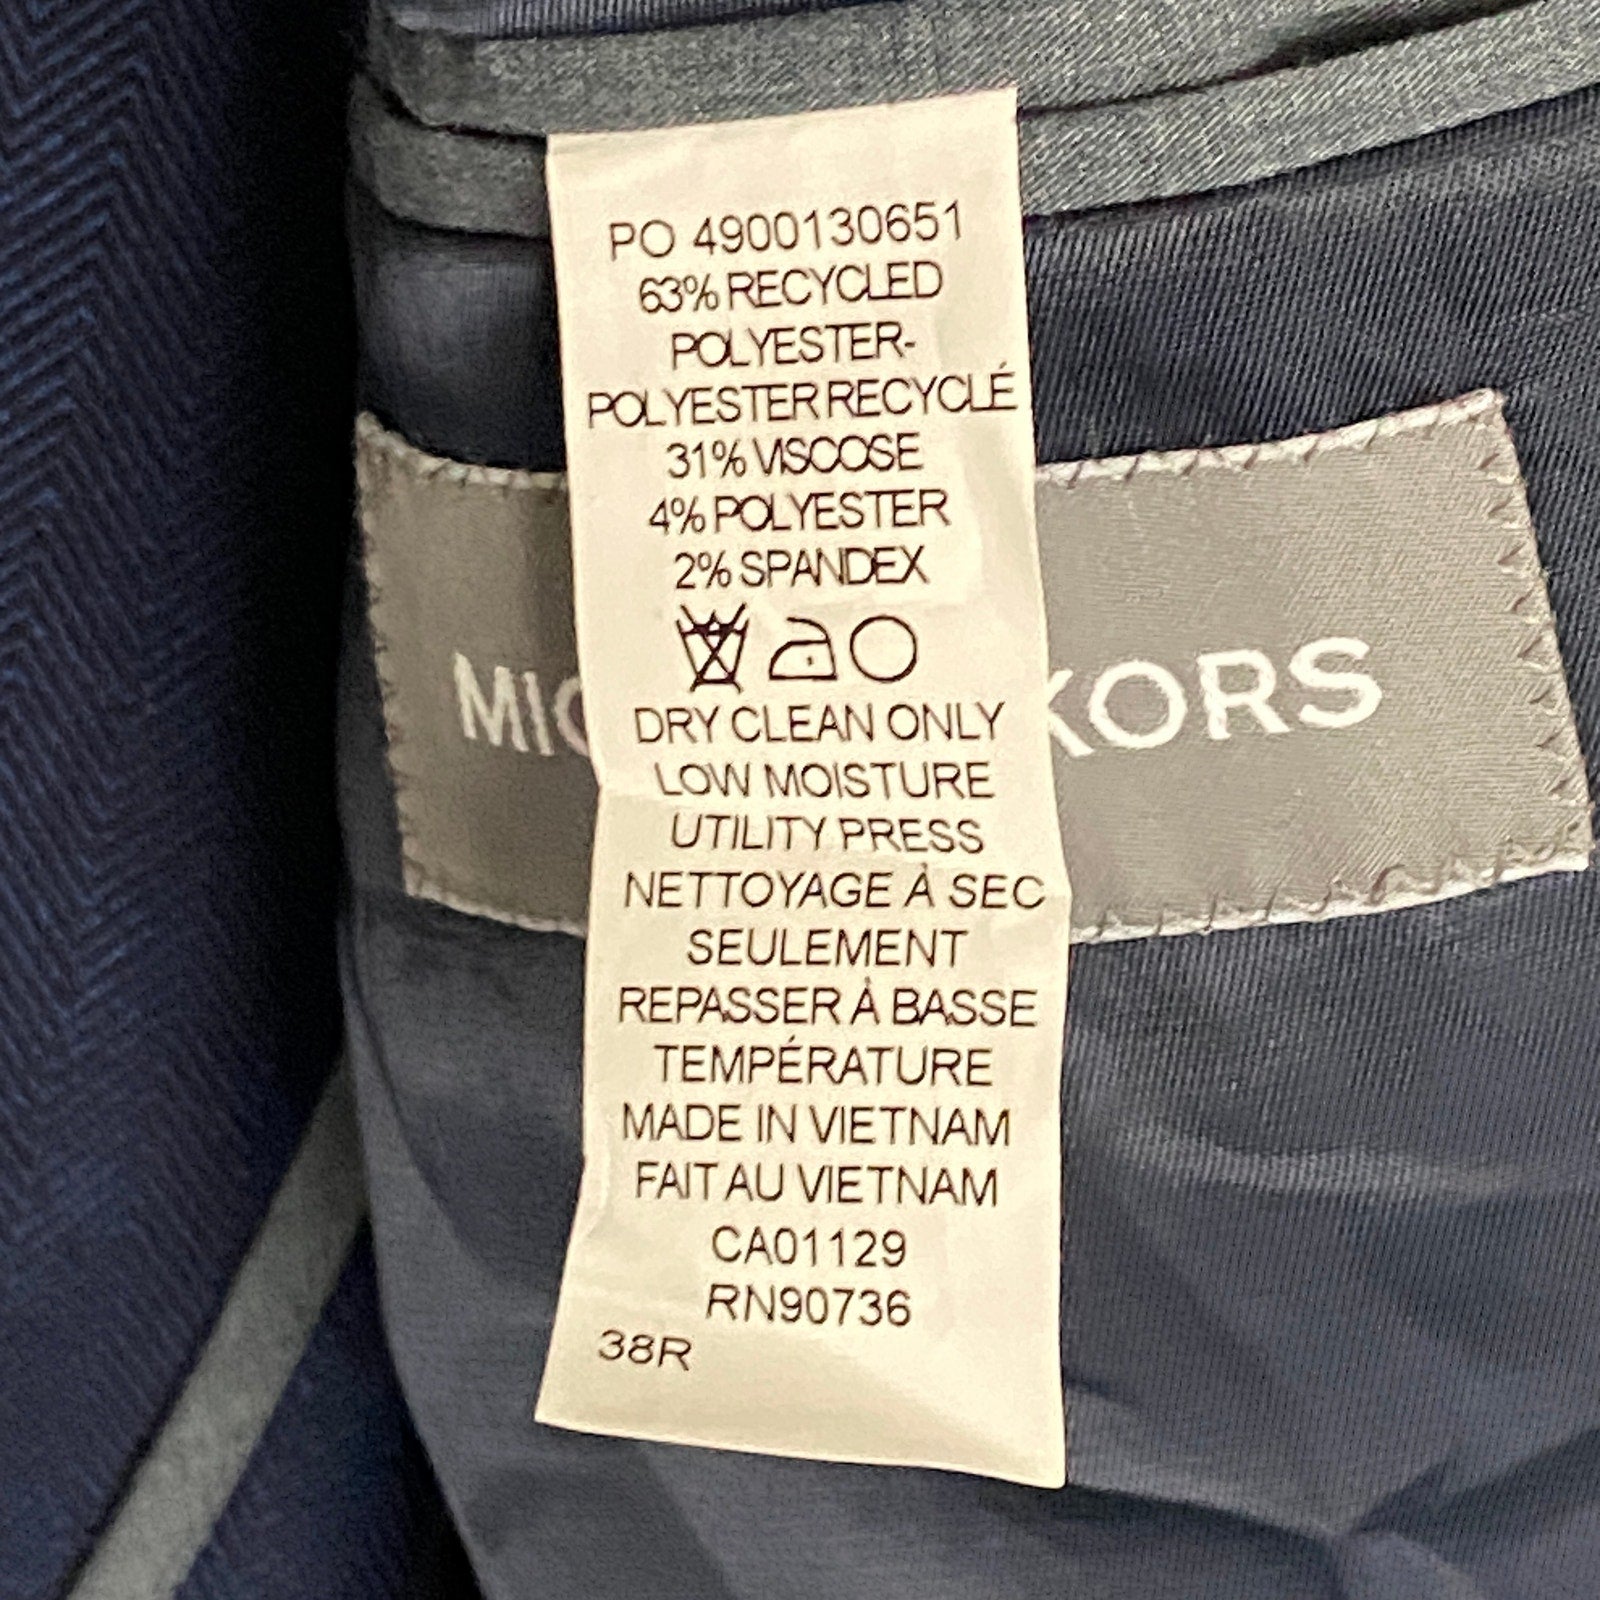 PO 4900130651
63% RECYCLED
POLYESTER-
POLYESTER RECYCLÉ
31% VISCOSE
4% POLYESTER
2% SPANDEX
DRY CLEAN ONLY
LOW MOISTURE
UTILITY PRESS
NETTOYAGE À SEC
SEULEMENT
REPASSER À BASSE
TEMPÉRATURE
MADE IN VIETNAM
FAIT AU VIETNAM
CA01129
RN90736
38R
MIC KORS